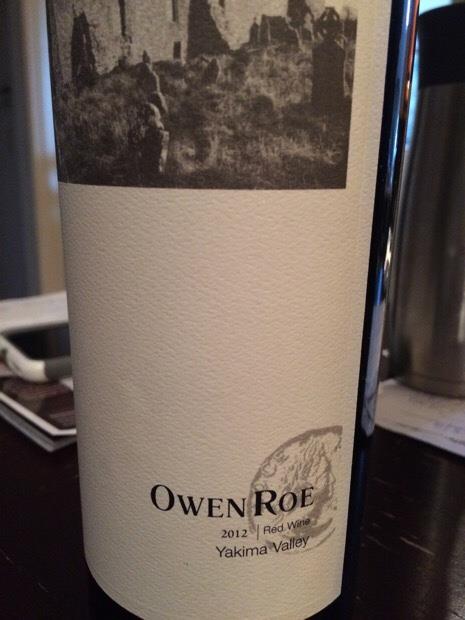 OWEN ROE
2012 | Red Wine
Yakima Valley